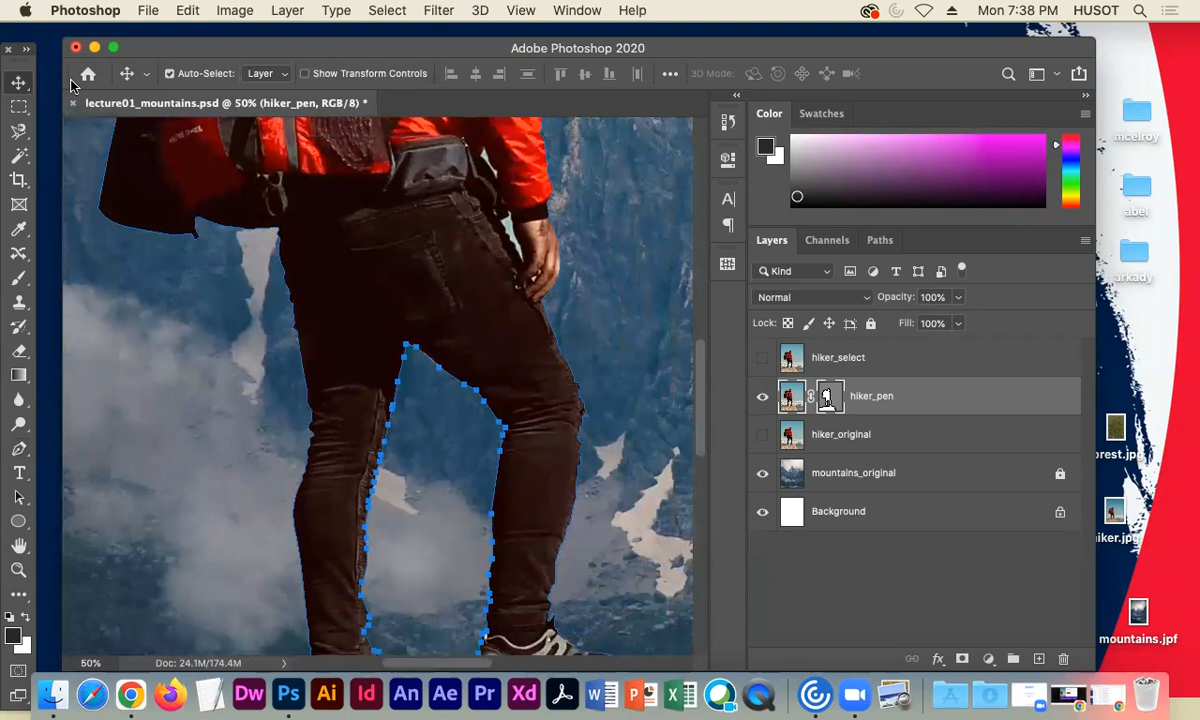 Photoshop File Edit Image Layer Type Select Filter 3D View Window Help Mon 7:38 PM HUSOT
Adobe Photoshop 2020
Auto-Select: Layer Show Transform Controls 3D Mode:
lecture01_mountains.psd @ 50% (hiker_pen, RGB/8) *
Color Swatches
mcelroy
abel
arkady
Layers Channels Paths
Kind
Normal Opacity: 100%
Lock: Fill: 100%
hiker_select
hiker_pen
hiker_original
mountains_original
Background
orest.jpg
hiker.jpg
mountains.jpf
50% Doc: 24.1M/174.4M
Dw Ps Ai Id An Ae Pr Xd W P X